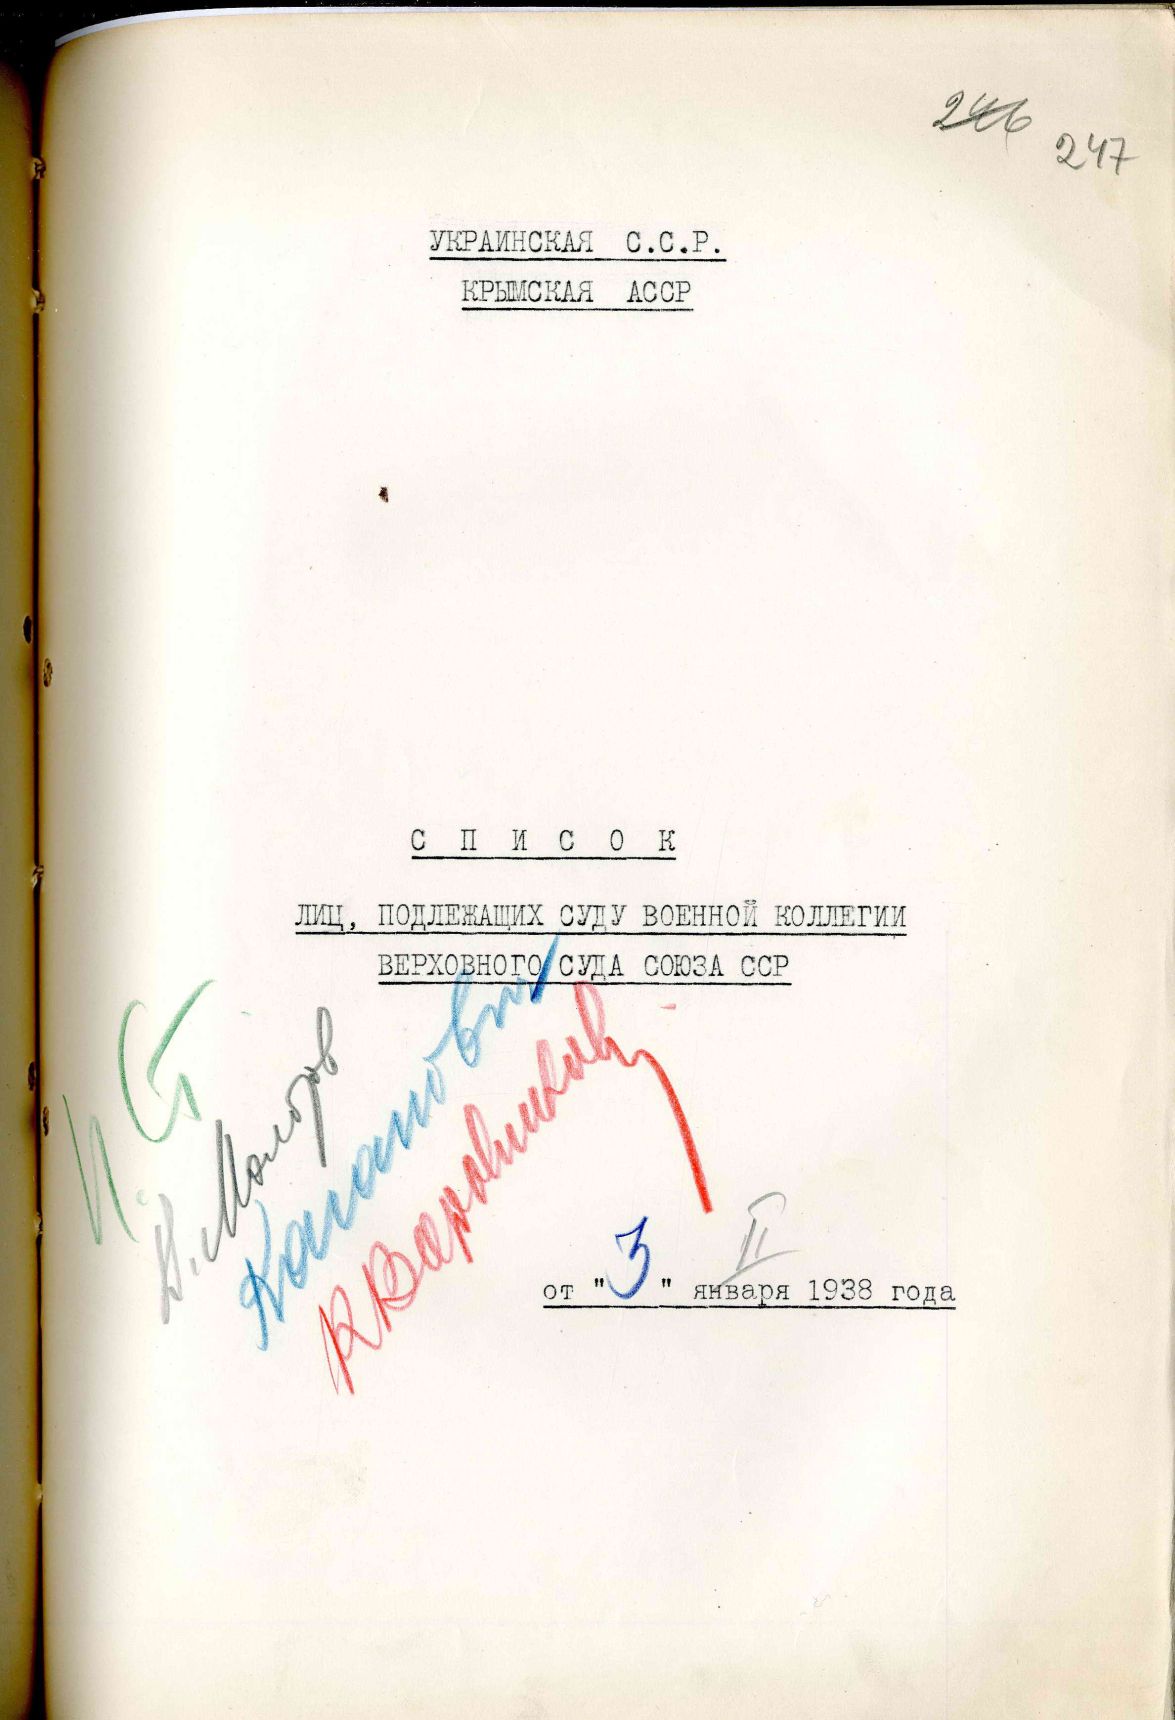 246
247
УКРАИНСКАЯ С.С.Р.
КРЫМСКАЯ АССР
С П И С О К
ЛИЦ, ПОДЛЕЖАЩИХ СУДУ ВОЕННОЙ КОЛЛЕГИИ
ВЕРХОВНОГО СУДА СОЮЗА ССР
И. Ст
В. Молотов
Каганович
К Ворошилов
II
от "3" января 1938 года